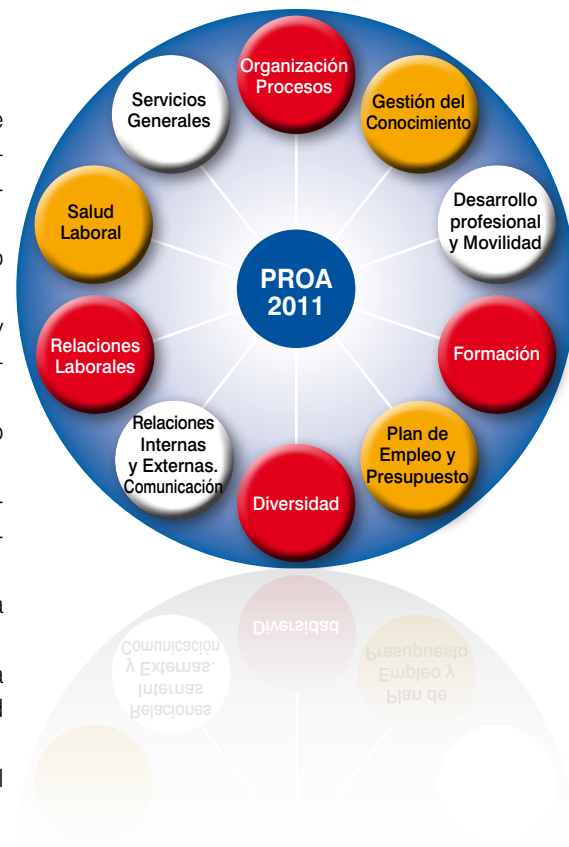 Organización
Procesos
Gestión del
Conocimiento
Desarrollo
profesional
y Movilidad
Formación
Plan de
Empleo y
Presupuesto
Diversidad
Relaciones
Internas
y Externas.
Comunicación
Relaciones
Laborales
Salud
Laboral
Servicios
Generales
PROA
2011